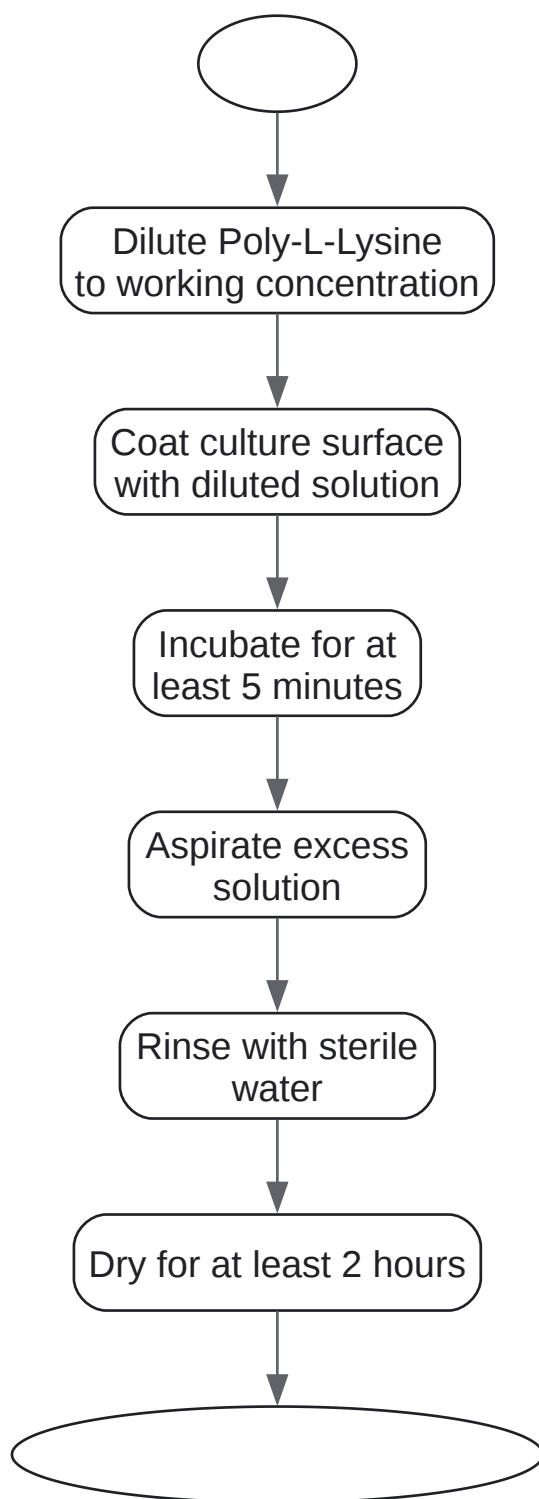 Dilute Poly-L-Lysine
to working concentration
Coat culture surface
with diluted solution
Incubate for at
least 5 minutes
Aspirate excess
solution
Rinse with sterile
water
Dry for at least 2 hours